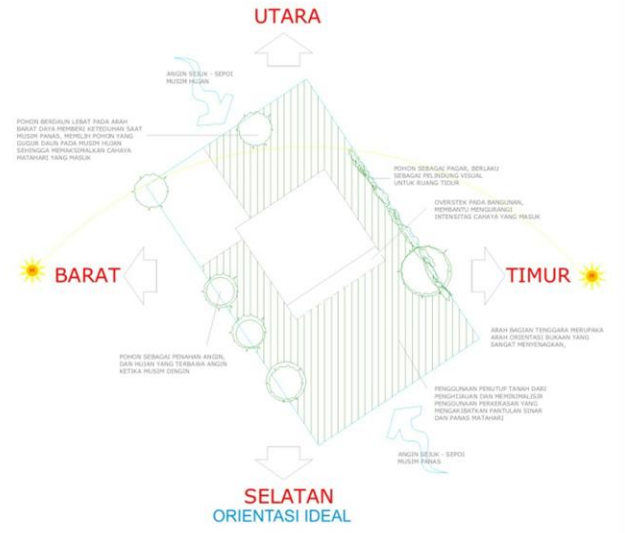 UTARA
ANGIN SEJUK - SEPOI
MUSIM HUJAN
POHON BERDAUN LEBAT PADA ARAH
BARAT DAYA MEMBERI KETEDUHAN SAAT
MUSIM PANAS, MEMILIH POHON YANG
GUGUR DAUN PADA MUSIM HUJAN
SEHINGGA MEMAKSIMALKAN CAHAYA
MATAHARI YANG MASUK
POHON SEBAGAI PAGAR, BERLAKU
SEBAGAI PELINDUNG VISUAL
UNTUK RUANG TIDUR
OVERSTEK PADA BANGUNAN,
MEMBANTU MENGURANGI
INTENSITAS CAHAYA YANG MASUK
BARAT
TIMUR
ARAH BAGIAN TENGGARA MERUPAKA
ARAH ORIENTASI BUKAAN YANG
SANGAT MENYENAGKAN,
POHON SEBAGAI PENAHAN ANGIN,
DAN HUJAN YANG TERBAWA ANGIN
KETIKA MUSIM DINGIN
PENGGUNAAN PENUTUP TANAH DARI
PENGHIJAUAN DAN MEMINIMALISIR
PENGGUNAAN PERKERASAN YANG
MENGAKIBATKAN PANTULAN SINAR
DAN PANAS MATAHARI
ANGIN SEJUK - SEPOI
MUSIM PANAS
SELATAN
ORIENTASI IDEAL